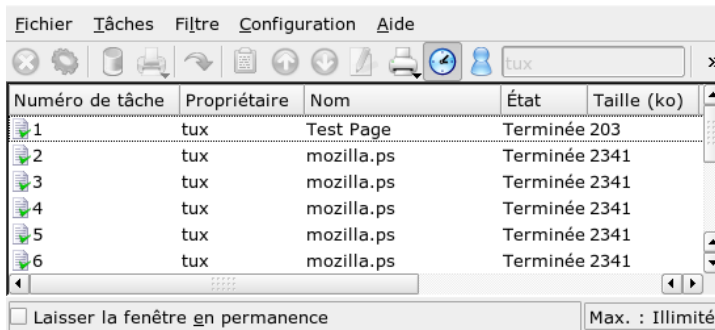 Fichier Tâches Filtre Configuration Aide
tux »
Numéro de tâche Propriétaire Nom État Taille (ko)
1 tux Test Page Terminée 203
2 tux mozilla.ps Terminée 2341
3 tux mozilla.ps Terminée 2341
4 tux mozilla.ps Terminée 2341
5 tux mozilla.ps Terminée 2341
6 tux mozilla.ps Terminée 2341
Laisser la fenêtre en permanence Max. : Illimité